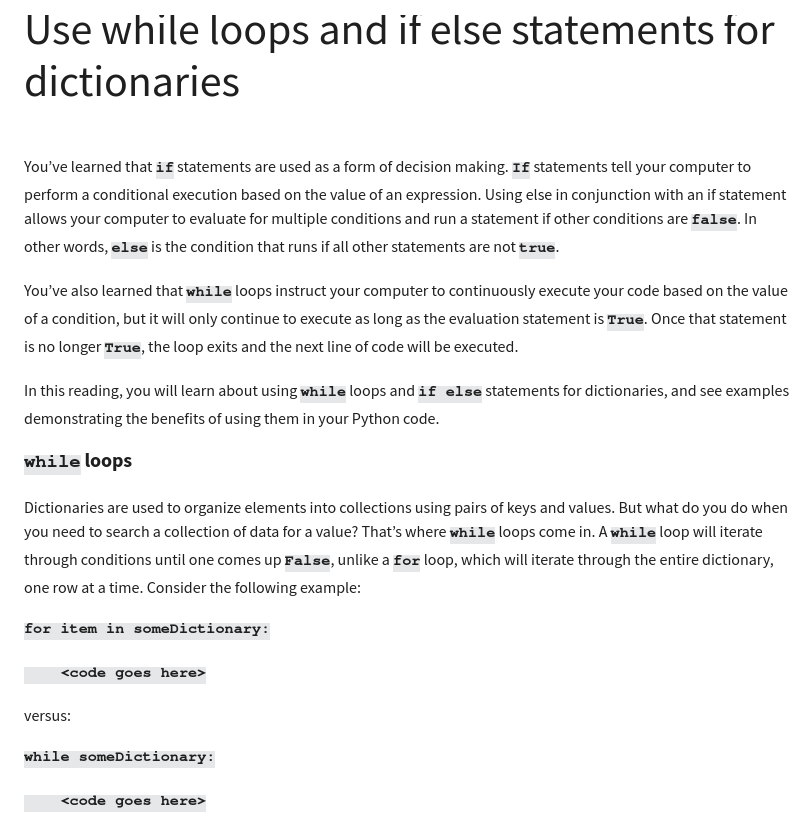 Use while loops and if else statements for
dictionaries
You’ve learned that if statements are used as a form of decision making. If statements tell your computer to
perform a conditional execution based on the value of an expression. Using else in conjunction with an if statement
allows your computer to evaluate for multiple conditions and run a statement if other conditions are false. In
other words, else is the condition that runs if all other statements are not true.
You’ve also learned that while loops instruct your computer to continuously execute your code based on the value
of a condition, but it will only continue to execute as long as the evaluation statement is True. Once that statement
is no longer True, the loop exits and the next line of code will be executed.
In this reading, you will learn about using while loops and if else statements for dictionaries, and see examples
demonstrating the benefits of using them in your Python code.
while loops
Dictionaries are used to organize elements into collections using pairs of keys and values. But what do you do when
you need to search a collection of data for a value? That’s where while loops come in. A while loop will iterate
through conditions until one comes up False, unlike a for loop, which will iterate through the entire dictionary,
one row at a time. Consider the following example:
for item in someDictionary:
<code goes here>
versus:
while someDictionary:
<code goes here>